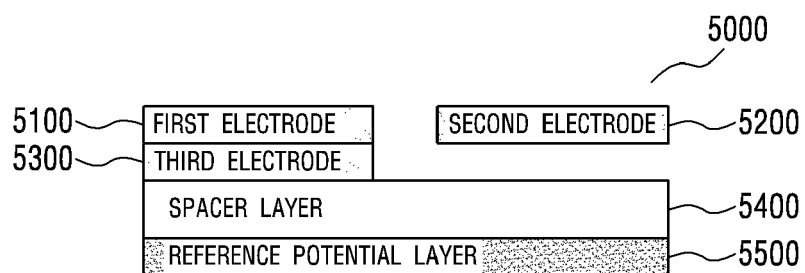 5000
5100 FIRST ELECTRODE SECOND ELECTRODE 5200
5300 THIRD ELECTRODE
SPACER LAYER 5400
REFERENCE POTENTIAL LAYER 5500